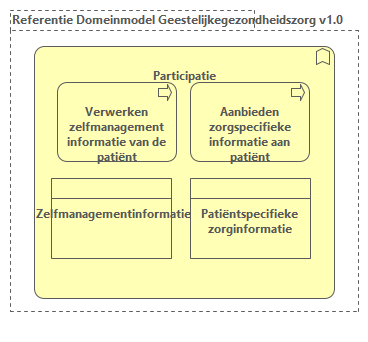 Referentie Domeinmodel Geestelijkegezondheidszorg v1.0
Participatie
Verwerken
zelfmanagement
informatie van de
patiënt
Aanbieden
zorgspecifieke
informatie aan
patiënt
Zelfmanagementinformatie
Patiëntspecifieke
zorginformatie